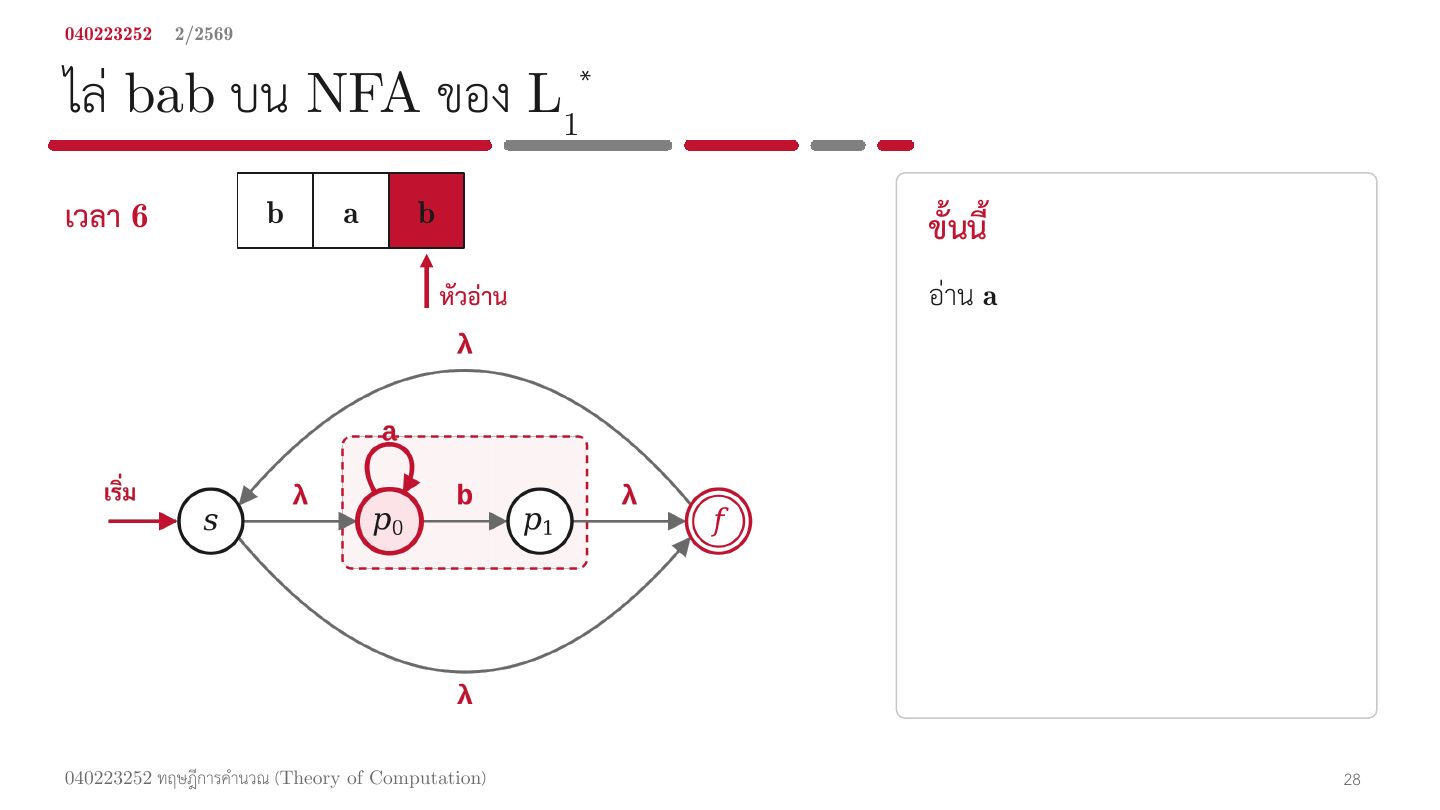 040223252 2/2569
ไล่ bab บน NFA ของ L₁*
เวลา 6
b a b
หัวอ่าน
ขั้นนี้
อ่าน a
λ
a
เริ่ม
λ b λ
s p₀ p₁ f
λ
040223252 ทฤษฎีการคำนวณ (Theory of Computation)
28